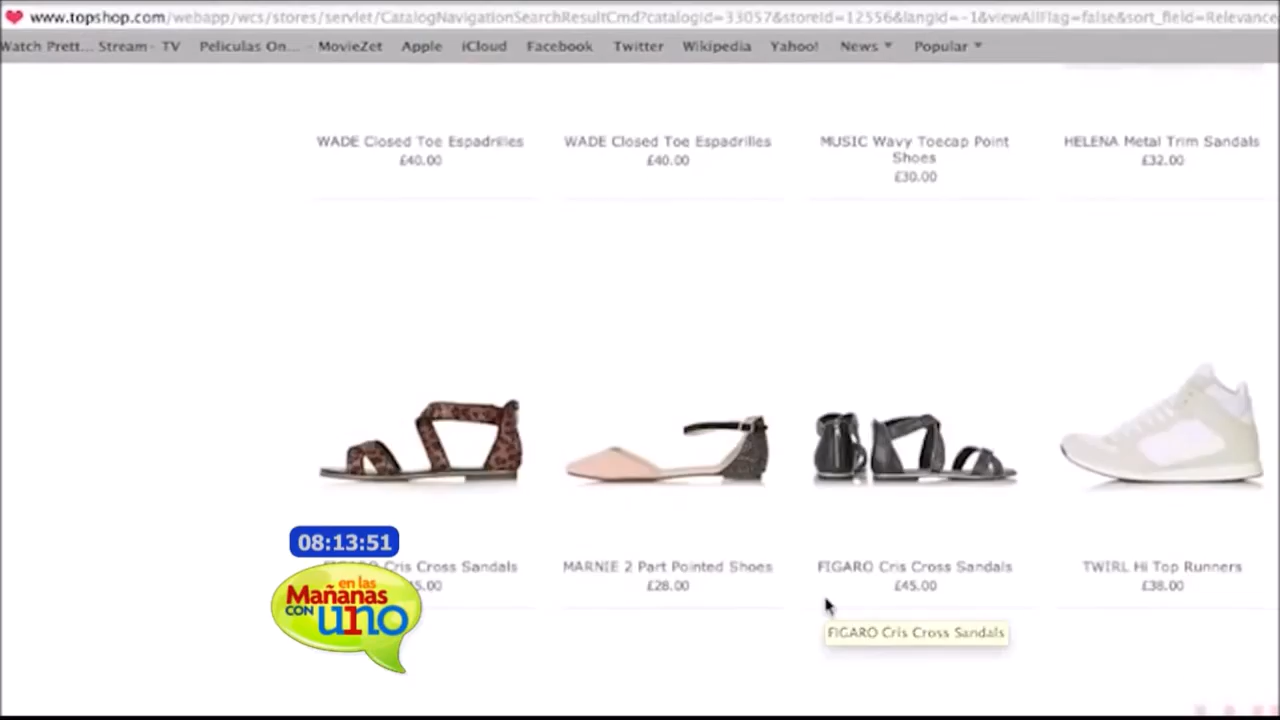 www.topshop.com/webapp/wcs/stores/servlet/CatalogNavigationSearchResultCmd?catalogId=33057&storeId=12556&langId=-1&viewAllFlag=false&sort_field=Relevance
Watch Prett... Stream - TV Peliculas On... - MovieZet Apple iCloud Facebook Twitter Wikipedia Yahoo! News Popular
WADE Closed Toe Espadrilles
£40.00
WADE Closed Toe Espadrilles
£40.00
MUSIC Wavy Toecap Point
Shoes
£30.00
HELENA Metal Trim Sandals
£32.00
08:13:51
Cris Cross Sandals
en las
Mañanas
CON uno
MARNIE 2 Part Pointed Shoes
£28.00
FIGARO Cris Cross Sandals
£45.00
FIGARO Cris Cross Sandals
TWIRL Hi Top Runners
£38.00